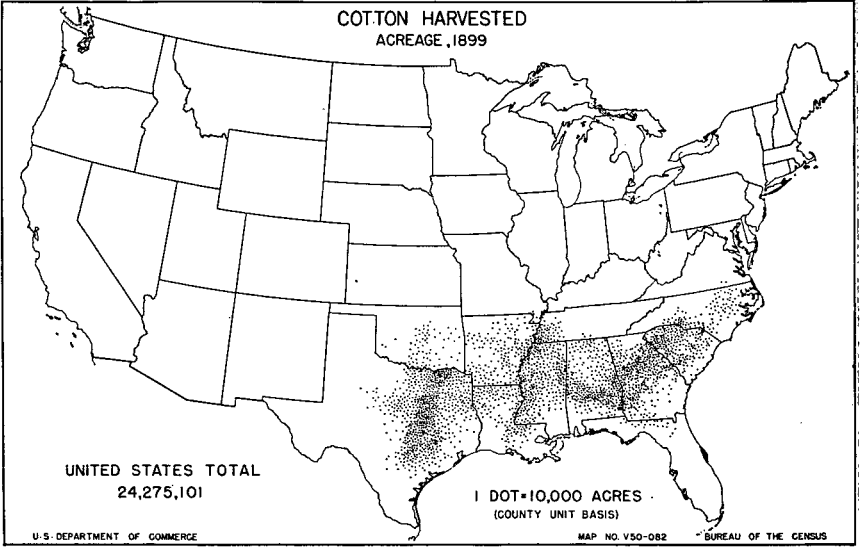 COTTON HARVESTED
ACREAGE, 1899
UNITED STATES TOTAL
24,275,101
1 DOT=10,000 ACRES
(COUNTY UNIT BASIS)
U.S. DEPARTMENT OF COMMERCE
MAP NO. V50-082
BUREAU OF THE CENSUS